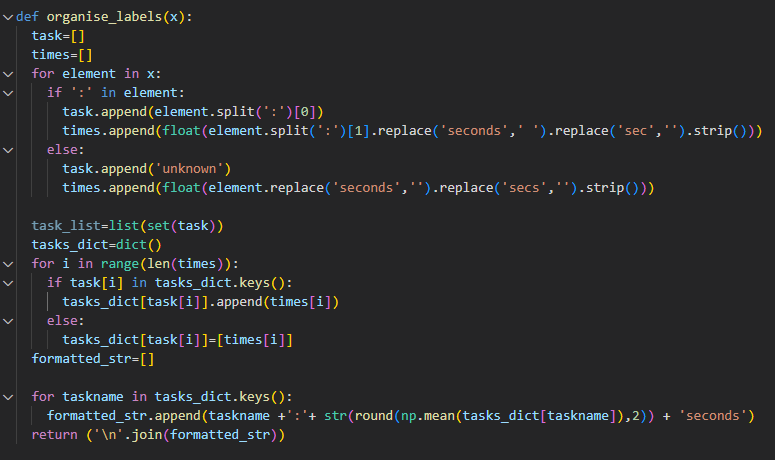 def organise_labels(x):
  task=[]
  times=[]
  for element in x:
    if ':' in element:
      task.append(element.split(':')[0])
      times.append(float(element.split(':')[1].replace('seconds',' ').replace('sec','').strip()))
    else:
      task.append('unknown')
      times.append(float(element.replace('seconds','').replace('secs','').strip()))

  task_list=list(set(task))
  tasks_dict=dict()
  for i in range(len(times)):
    if task[i] in tasks_dict.keys():
      tasks_dict[task[i]].append(times[i])
    else:
      tasks_dict[task[i]]=[times[i]]
  formatted_str=[]

  for taskname in tasks_dict.keys():
    formatted_str.append(taskname +':'+ str(round(np.mean(tasks_dict[taskname]),2)) + 'seconds')
  return ('\n'.join(formatted_str))